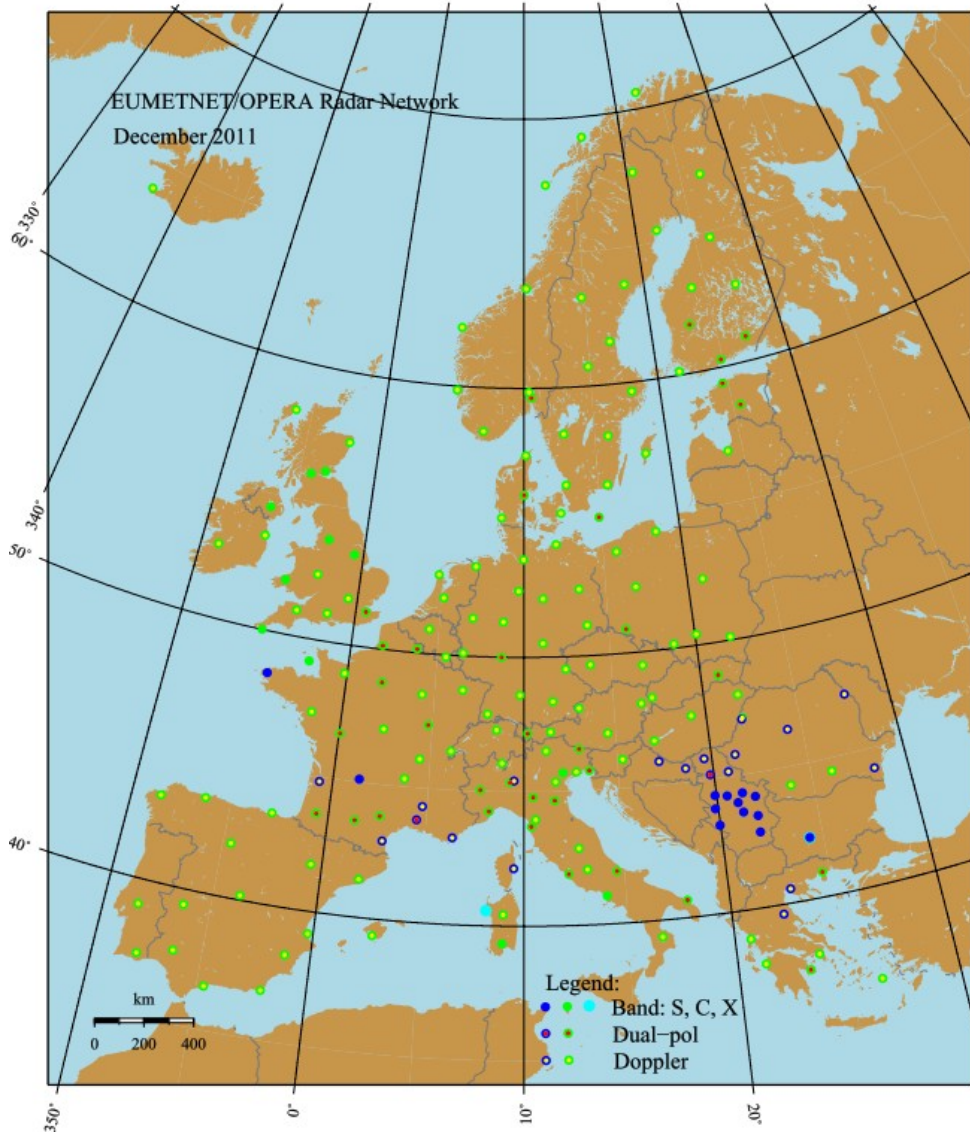 EUMETNET/OPERA Radar Network
December 2011
330°
60°
340°
50°
40°
Legend:
Band: S, C, X
Dual-pol
Doppler
km
0 200 400
350°
0°
10°
20°